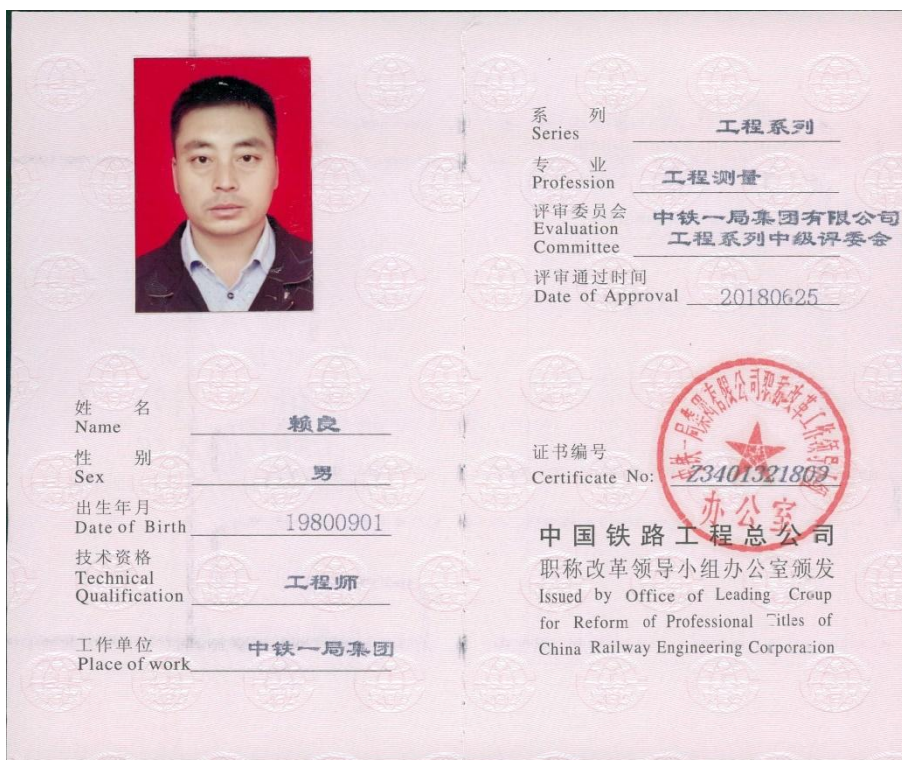 姓 名 赖良
Name
性 别 男
Sex
出生年月
Date of Birth 19800901
技术资格
Technical 工程师
Qualification
工作单位 中铁一局集团
Place of work
系 列 工程系列
Series
专 业 工程测量
Profession
评审委员会 中铁一局集团有限公司
Evaluation 工程系列中级评委会
Committee
评审通过时间
Date of Approval 20180625
证书编号
Certificate No: Z3401321803
办公室
中国铁路工程总公司
职称改革领导小组办公室颁发
Issued by Office of Leading Group
for Reform of Professional Titles of
China Railway Engineering Corporation